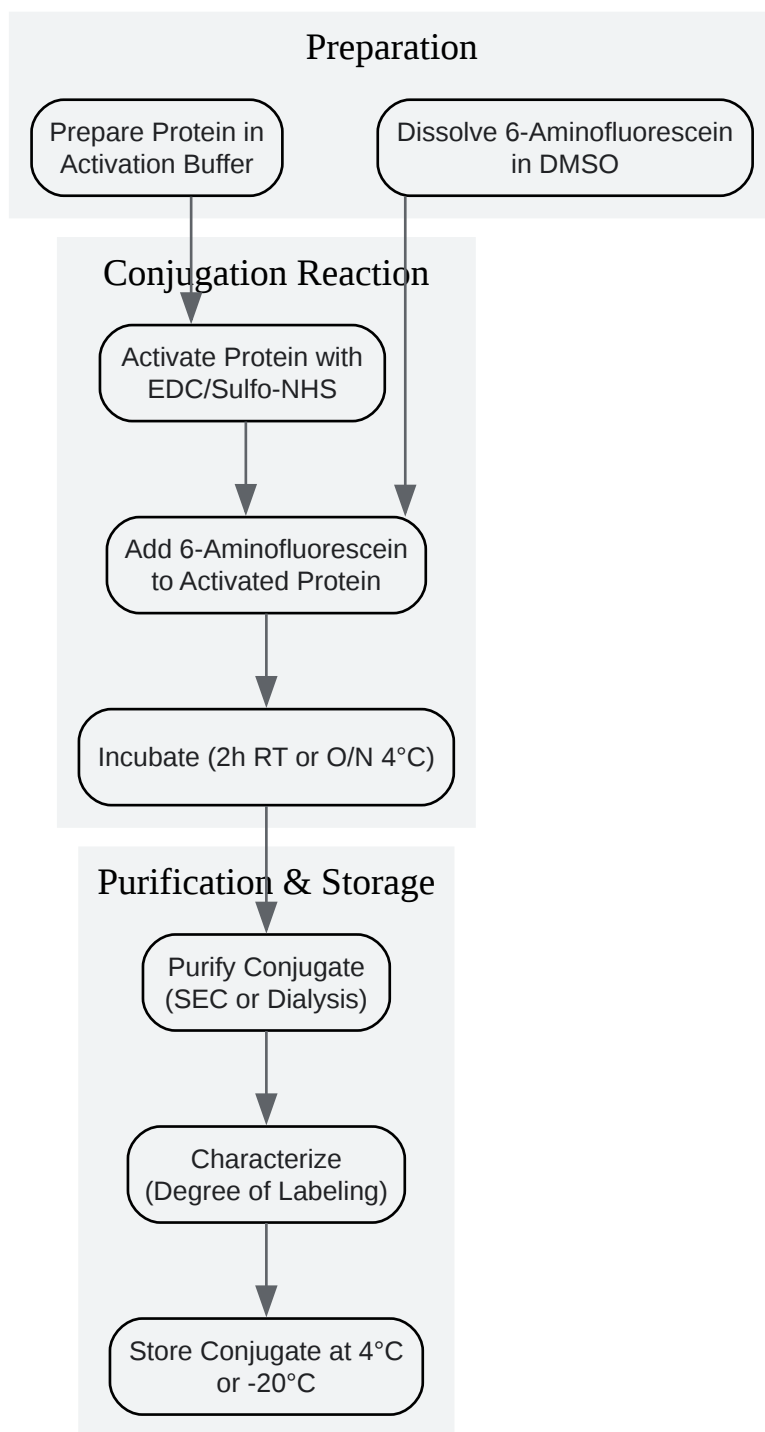 Preparation
Prepare Protein in
Activation Buffer
Dissolve 6-Aminofluorescein
in DMSO
Conjugation Reaction
Activate Protein with
EDC/Sulfo-NHS
Add 6-Aminofluorescein
to Activated Protein
Incubate (2h RT or O/N 4°C)
Purification & Storage
Purify Conjugate
(SEC or Dialysis)
Characterize
(Degree of Labeling)
Store Conjugate at 4°C
or -20°C